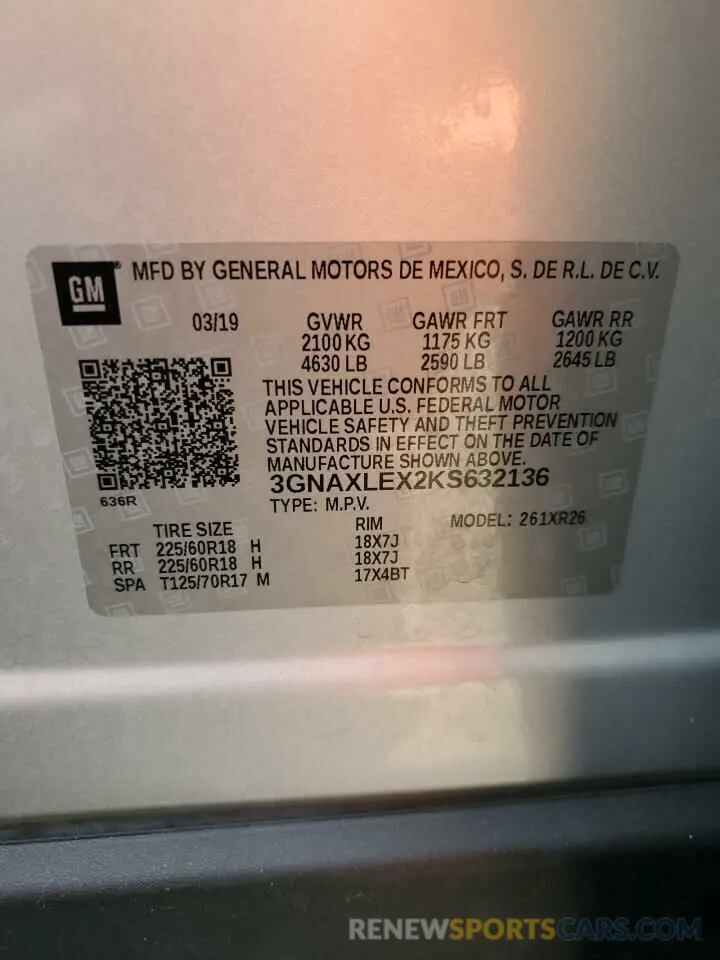 GM® MFD BY GENERAL MOTORS DE MEXICO, S. DE R.L. DE C.V.
03/19 GVWR GAWR FRT GAWR RR
2100 KG 1175 KG 1200 KG
4630 LB 2590 LB 2645 LB
THIS VEHICLE CONFORMS TO ALL
APPLICABLE U.S. FEDERAL MOTOR
VEHICLE SAFETY AND THEFT PREVENTION
STANDARDS IN EFFECT ON THE DATE OF
MANUFACTURE SHOWN ABOVE.
3GNAXLEX2KS632136
636R
TYPE: M.P.V.
TIRE SIZE RIM MODEL: 261XR26
FRT 225/60R18 H 18X7J
RR 225/60R18 H 18X7J
SPA T125/70R17 M 17X4BT
RENEWSPORTSCARS.COM